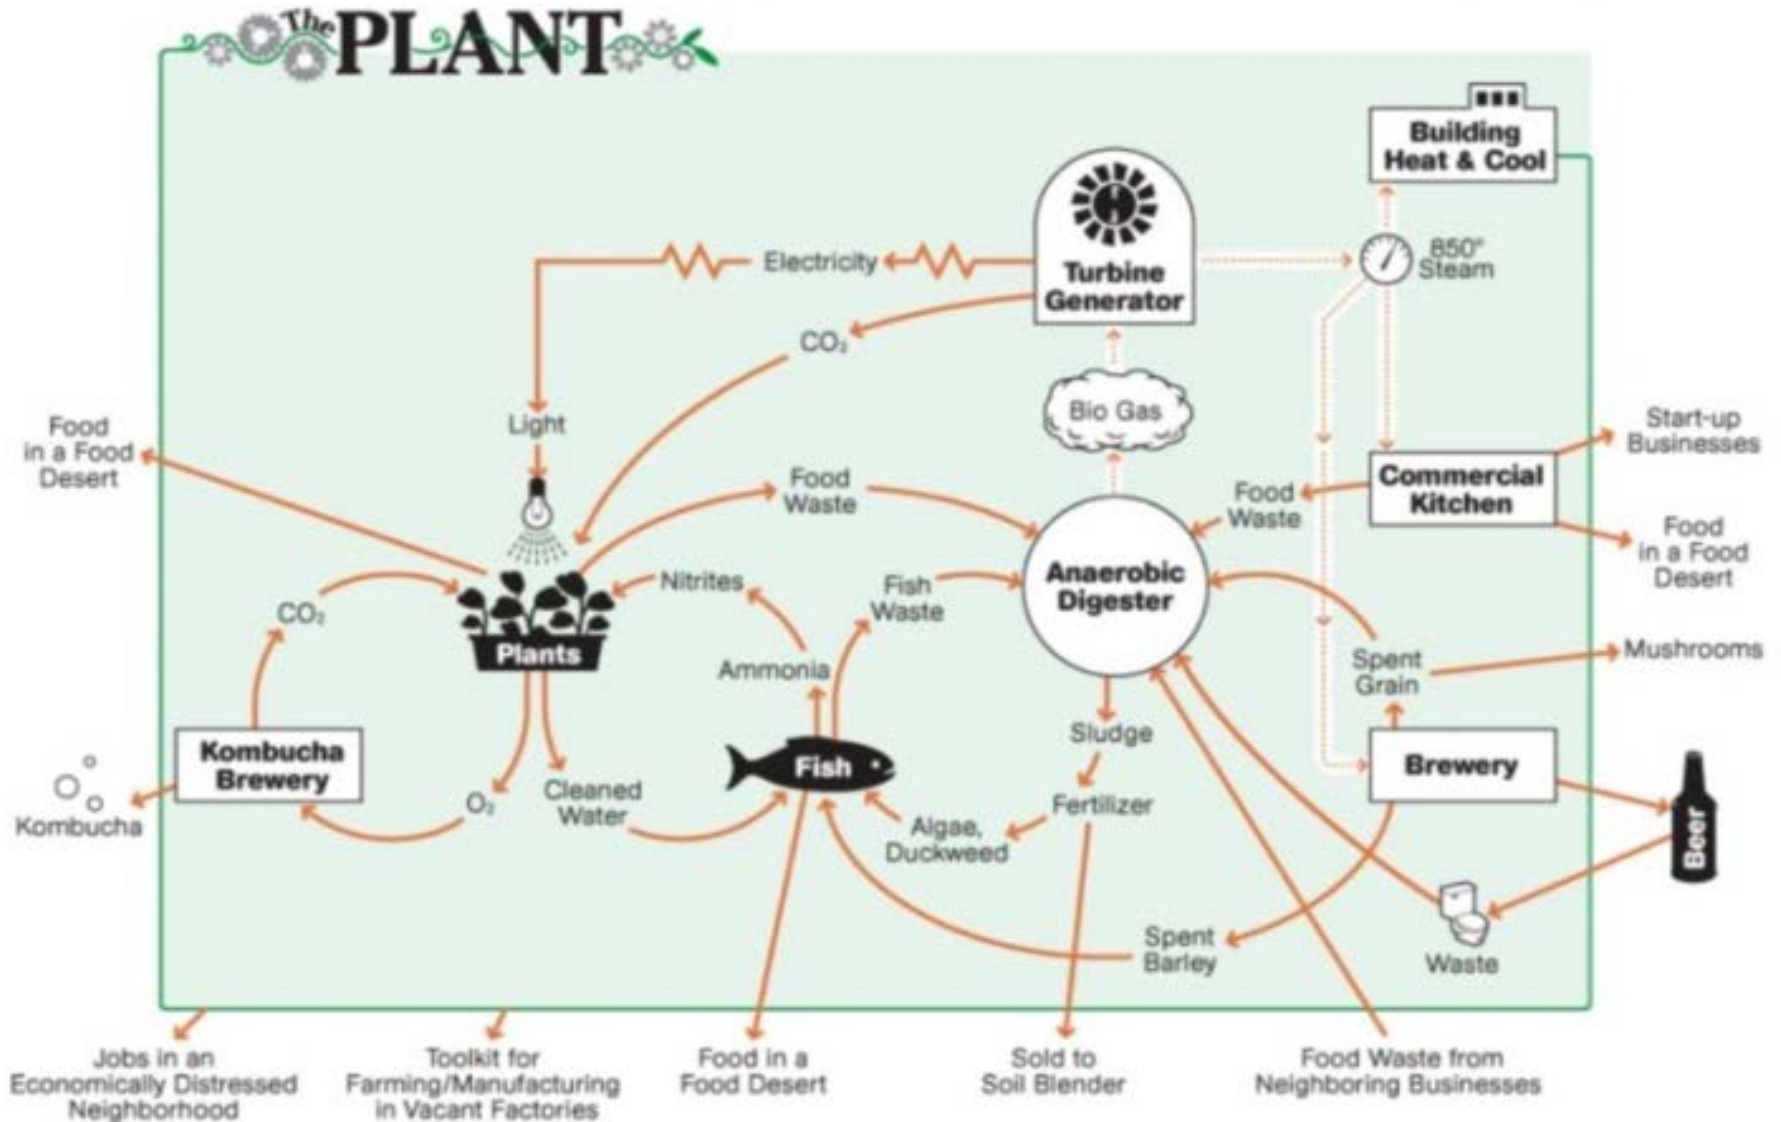 The PLANT
Building
Heat & Cool
850°
Steam
Turbine
Generator
Electricity
CO₂
Bio Gas
Light
Food
in a Food
Desert
Start-up
Businesses
Commercial
Kitchen
Food
Waste
Food
Waste
Food
in a Food
Desert
Anaerobic
Digester
Nitrites
Fish
Waste
CO₂
Plants
Ammonia
Spent
Grain
Mushrooms
Sludge
Kombucha
Brewery
Fish
Brewery
Cleaned
Water
O₂
Fertilizer
Kombucha
Algae,
Duckweed
Beer
Spent
Barley
Waste
Jobs in an
Economically Distressed
Neighborhood
Toolkit for
Farming/Manufacturing
in Vacant Factories
Food in a
Food Desert
Sold to
Soil Blender
Food Waste from
Neighboring Businesses